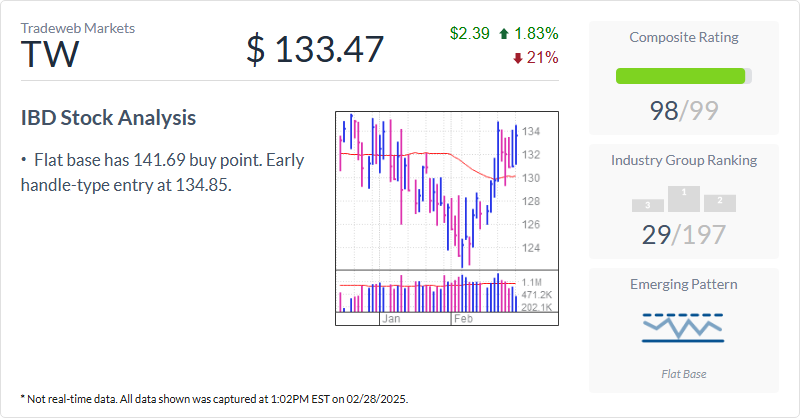 Tradeweb Markets
TW
$ 133.47
$2.39 1.83%
21%
IBD Stock Analysis
• Flat base has 141.69 buy point. Early
handle-type entry at 134.85.
134
132
130
128
126
124
1.1M
471.2K
202.1K
Jan
Feb
Composite Rating
98/99
Industry Group Ranking
3
1
2
29/197
Emerging Pattern
Flat Base
* Not real-time data. All data shown was captured at 1:02PM EST on 02/28/2025.